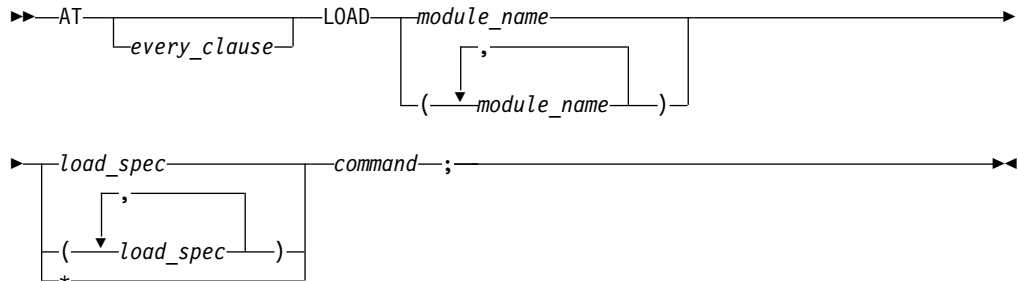 AT LOAD module_name
every_clause ,
( module_name )
load_spec command ;
,
( load_spec )
*